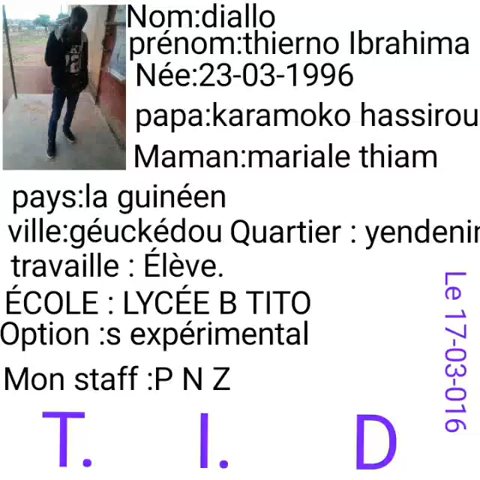 Nom:diallo
prénom:thierno Ibrahima
Née:23-03-1996
papa:karamoko hassirou
Maman:mariale thiam
pays:la guinéen
ville:géuckédou Quartier : yendenin
travaille : Élève.
ÉCOLE : LYCÉE B TITO
Option :s expérimental
Mon staff :P N Z
Le 17-03-016
T. I. D